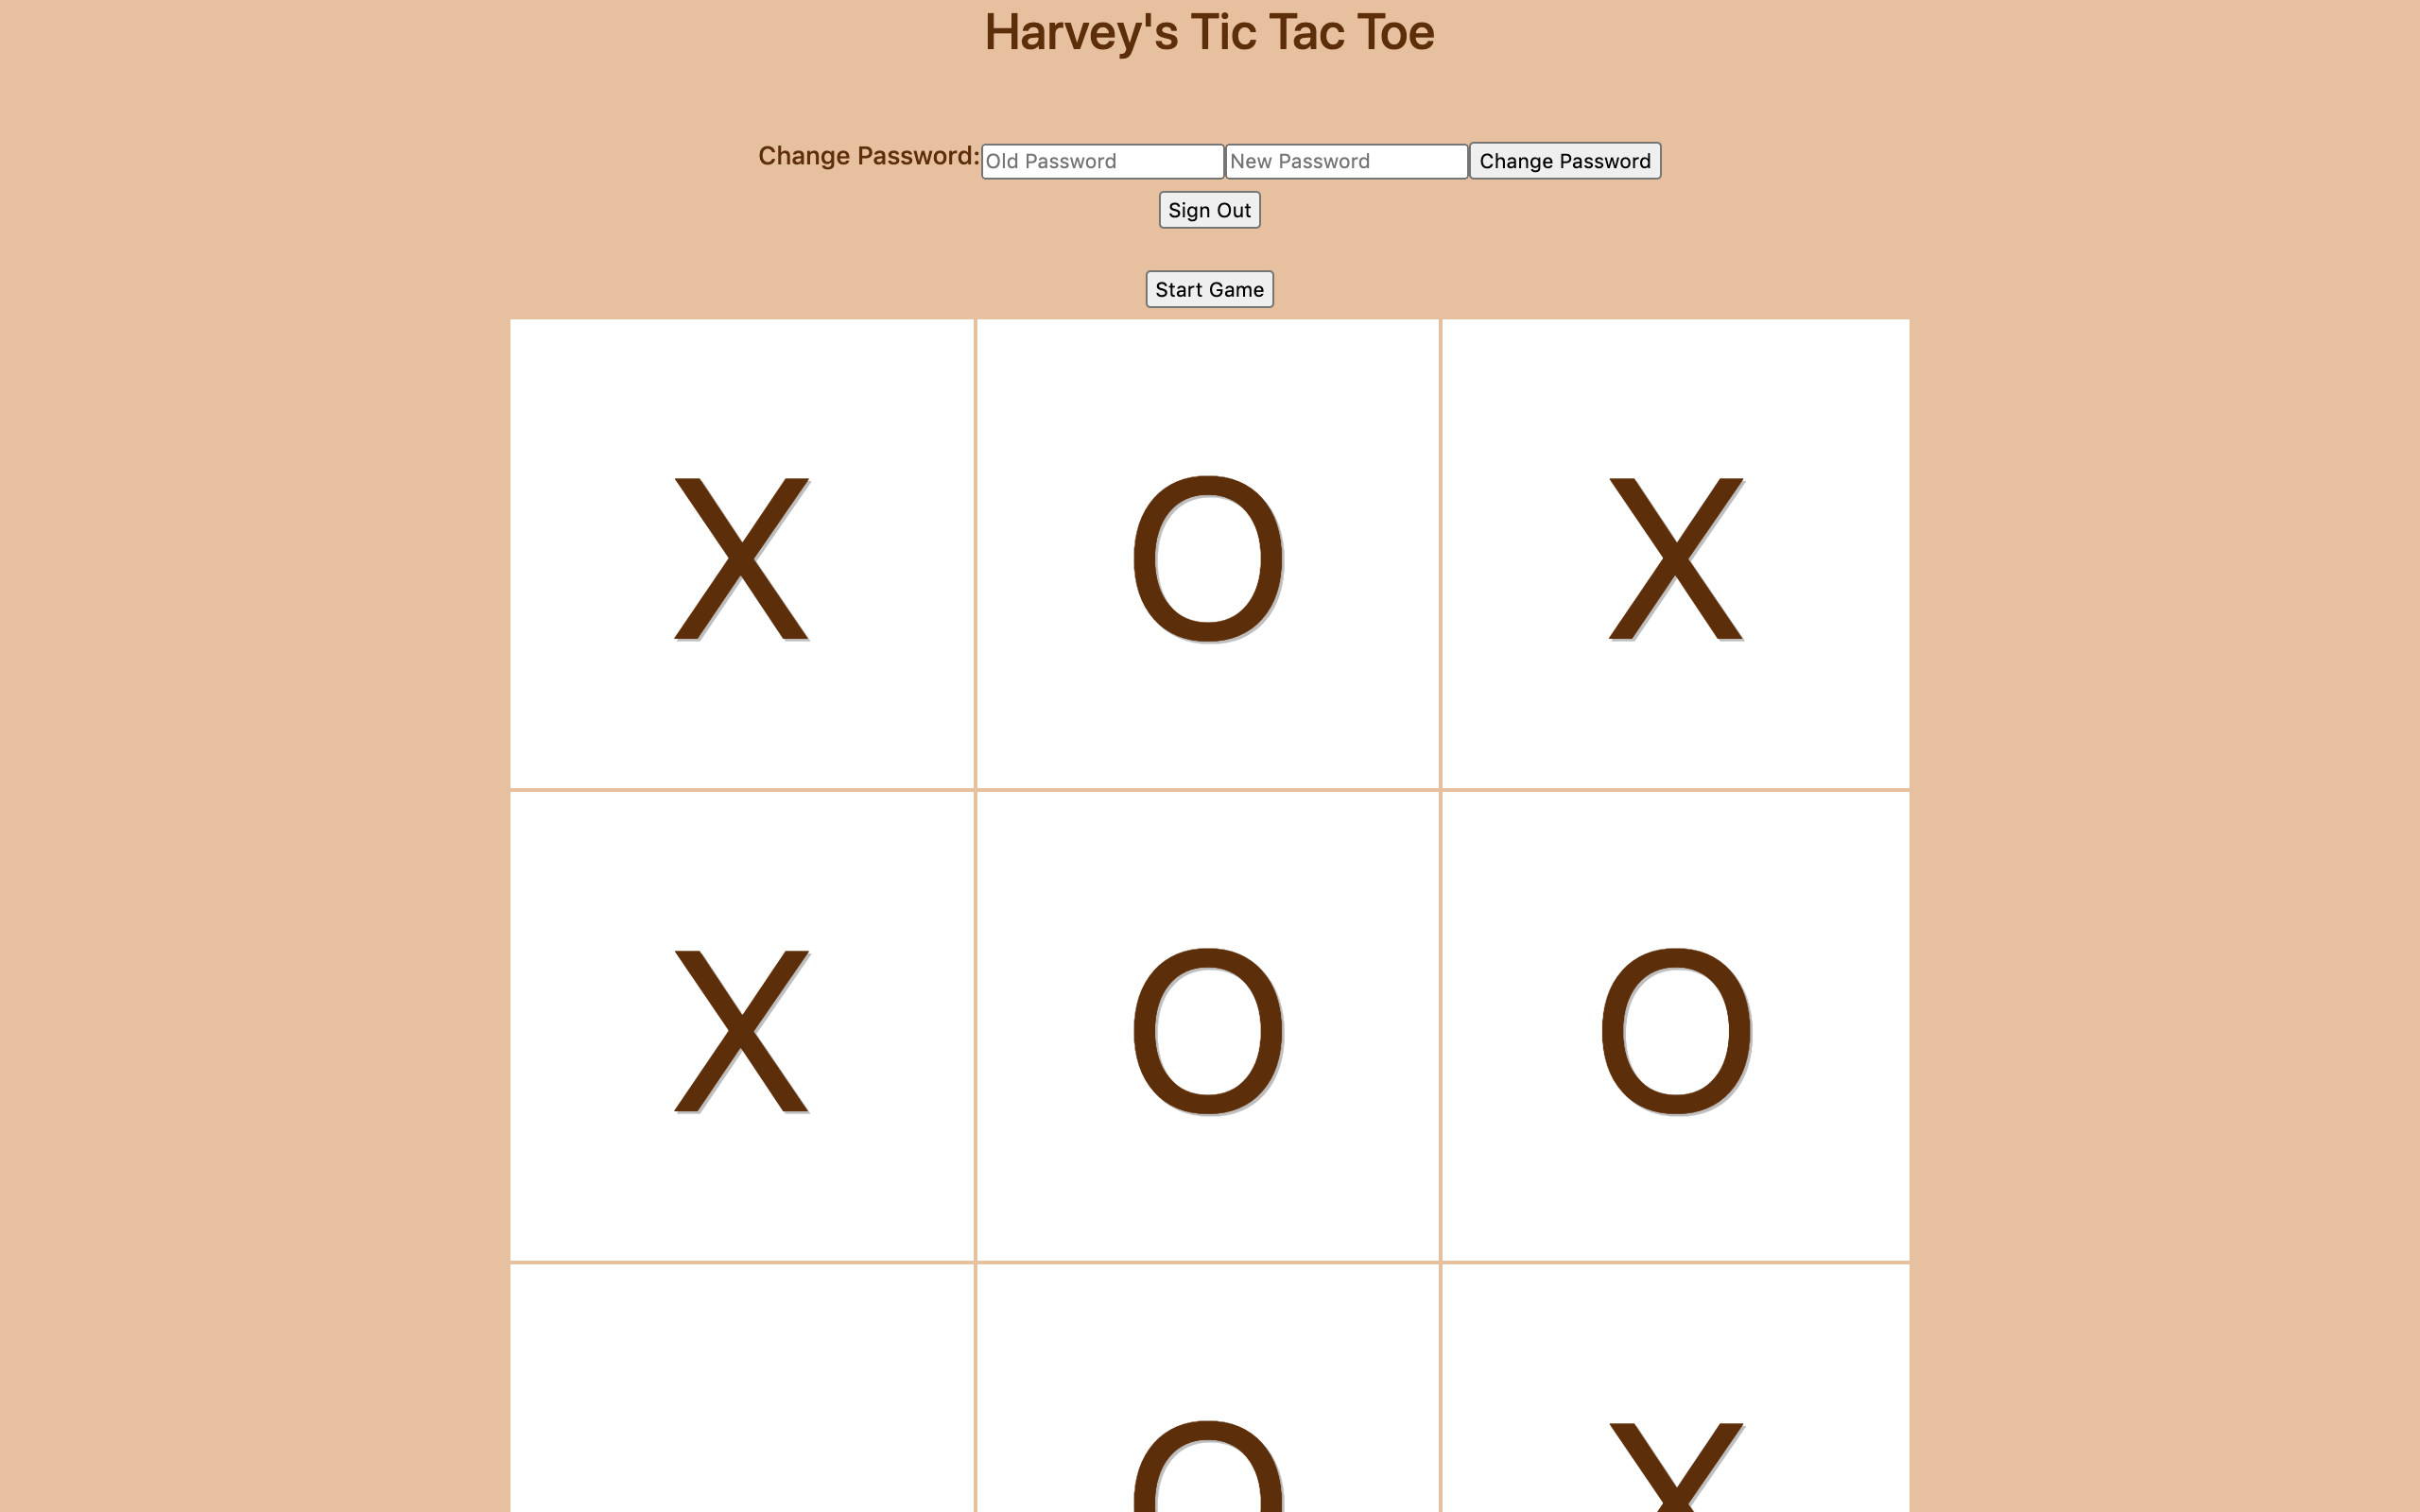 Harvey's Tic Tac Toe
Change Password: Old Password New Password Change Password
Sign Out
Start Game
X O X
X O O
O X